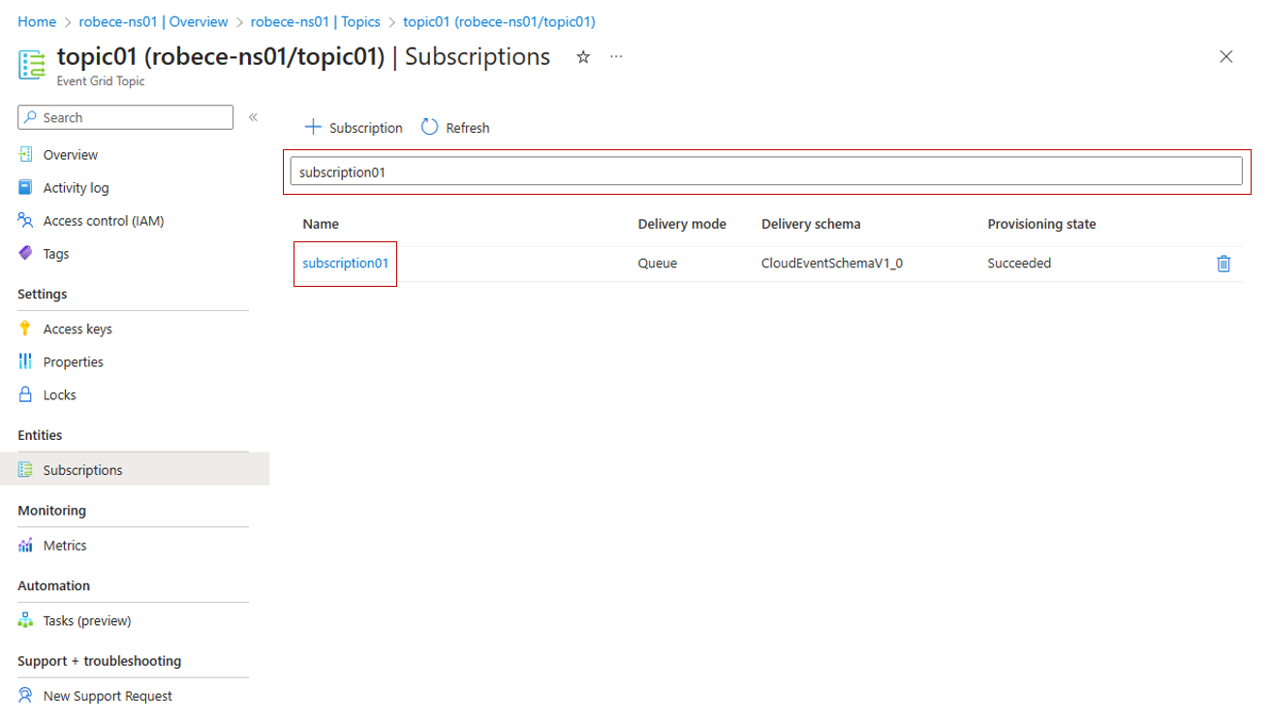 Home > robece-ns01 | Overview > robece-ns01 | Topics > topic01 (robece-ns01/topic01)
topic01 (robece-ns01/topic01) | Subscriptions
Event Grid Topic
Search
Overview
Activity log
Access control (IAM)
Tags
Settings
Access keys
Properties
Locks
Entities
Subscriptions
Monitoring
Metrics
Automation
Tasks (preview)
Support + troubleshooting
New Support Request
Subscription Refresh
subscription01
Name Delivery mode Delivery schema Provisioning state
subscription01 Queue CloudEventSchemaV1_0 Succeeded